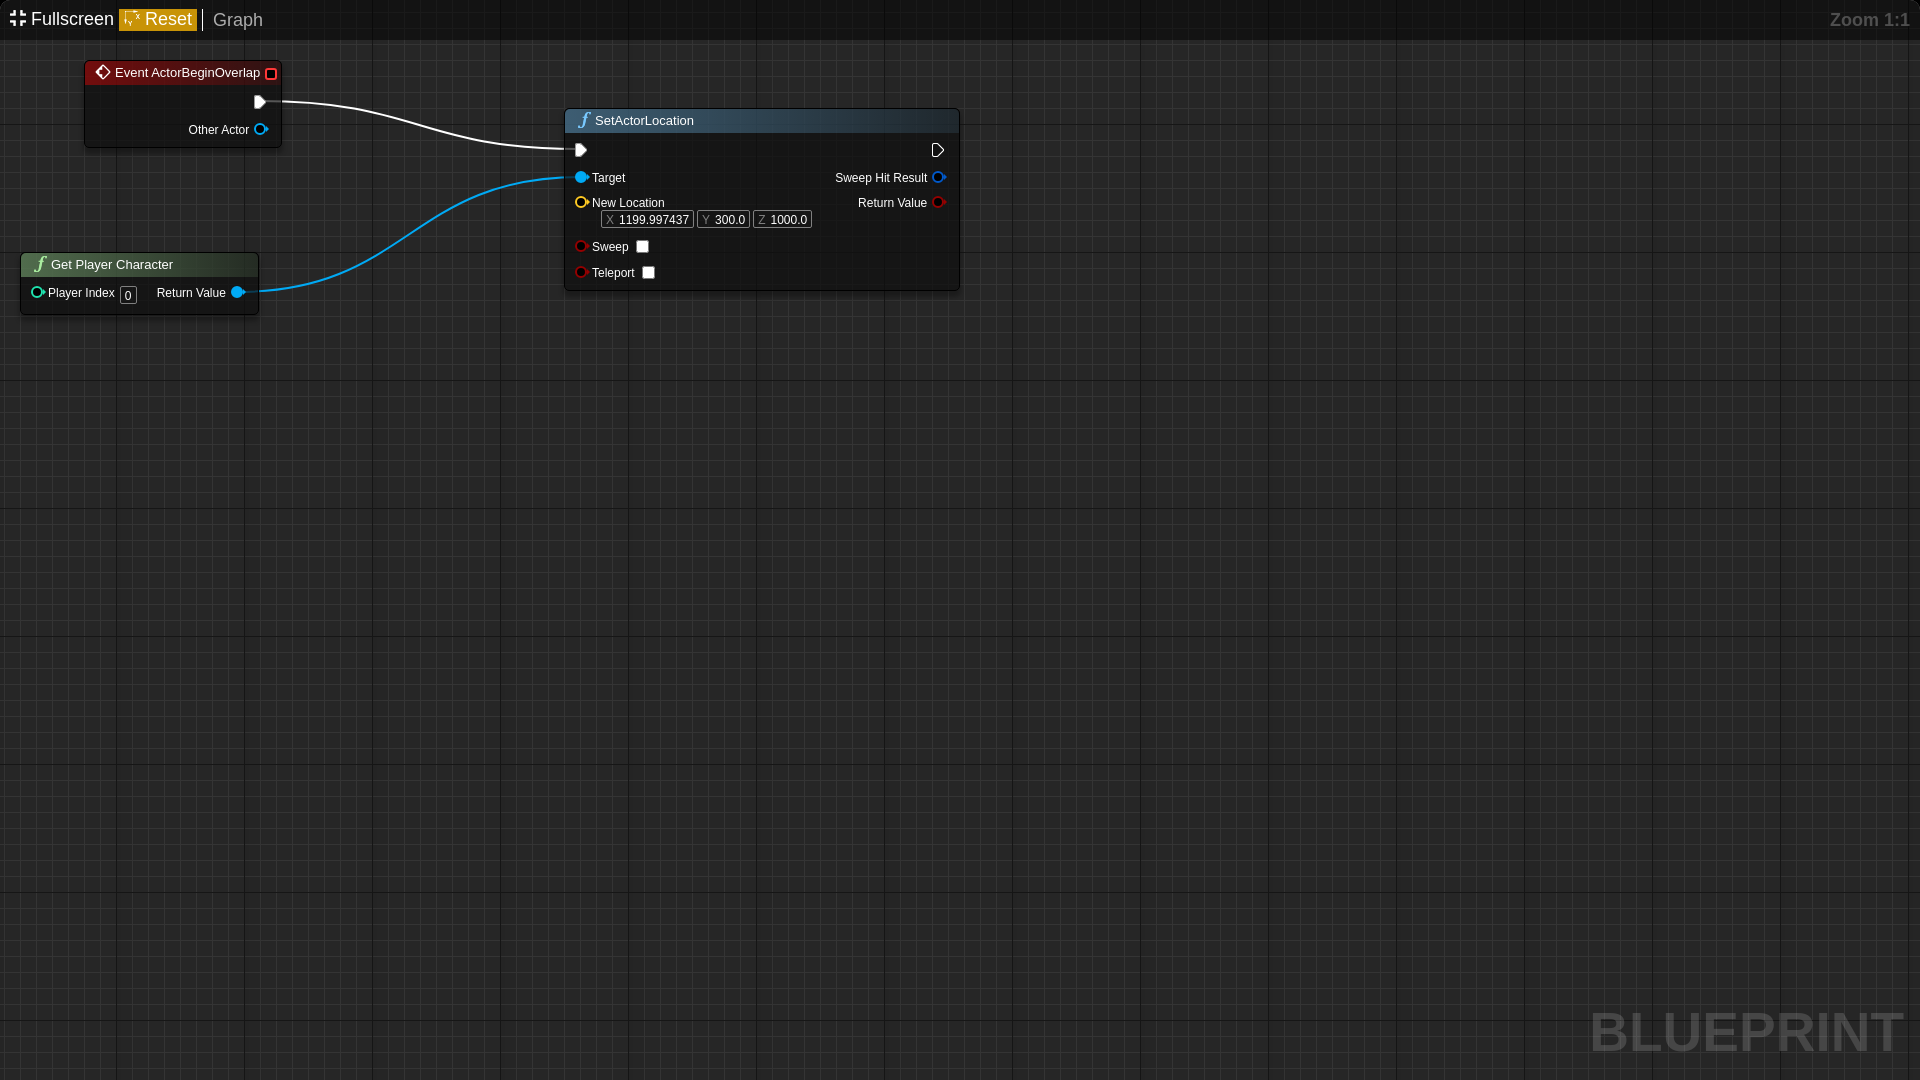 Fullscreen Reset Graph Zoom 1:1
Event ActorBeginOverlap
Other Actor
SetActorLocation
Target Sweep Hit Result
New Location Return Value
X 1199.997437 Y 300.0 Z 1000.0
Sweep
Teleport
Get Player Character
Player Index 0 Return Value
BLUEPRINT